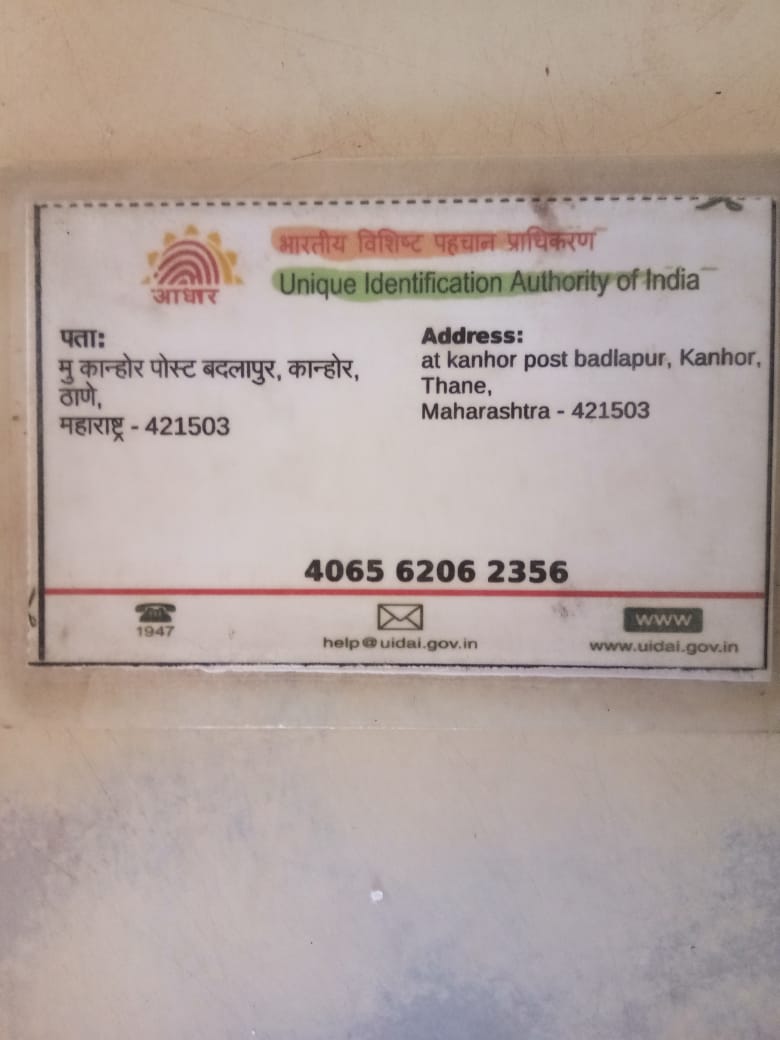 भारतीय विशिष्ट पहचान प्राधिकरण
Unique Identification Authority of India
आधार
पता:
मु कान्होर पोस्ट बदलापुर, कान्होर,
ठाणे,
महाराष्ट्र - 421503
Address:
at kanhor post badlapur, Kanhor,
Thane,
Maharashtra - 421503
4065 6206 2356
1947
help@uidai.gov.in
www
www.uidai.gov.in